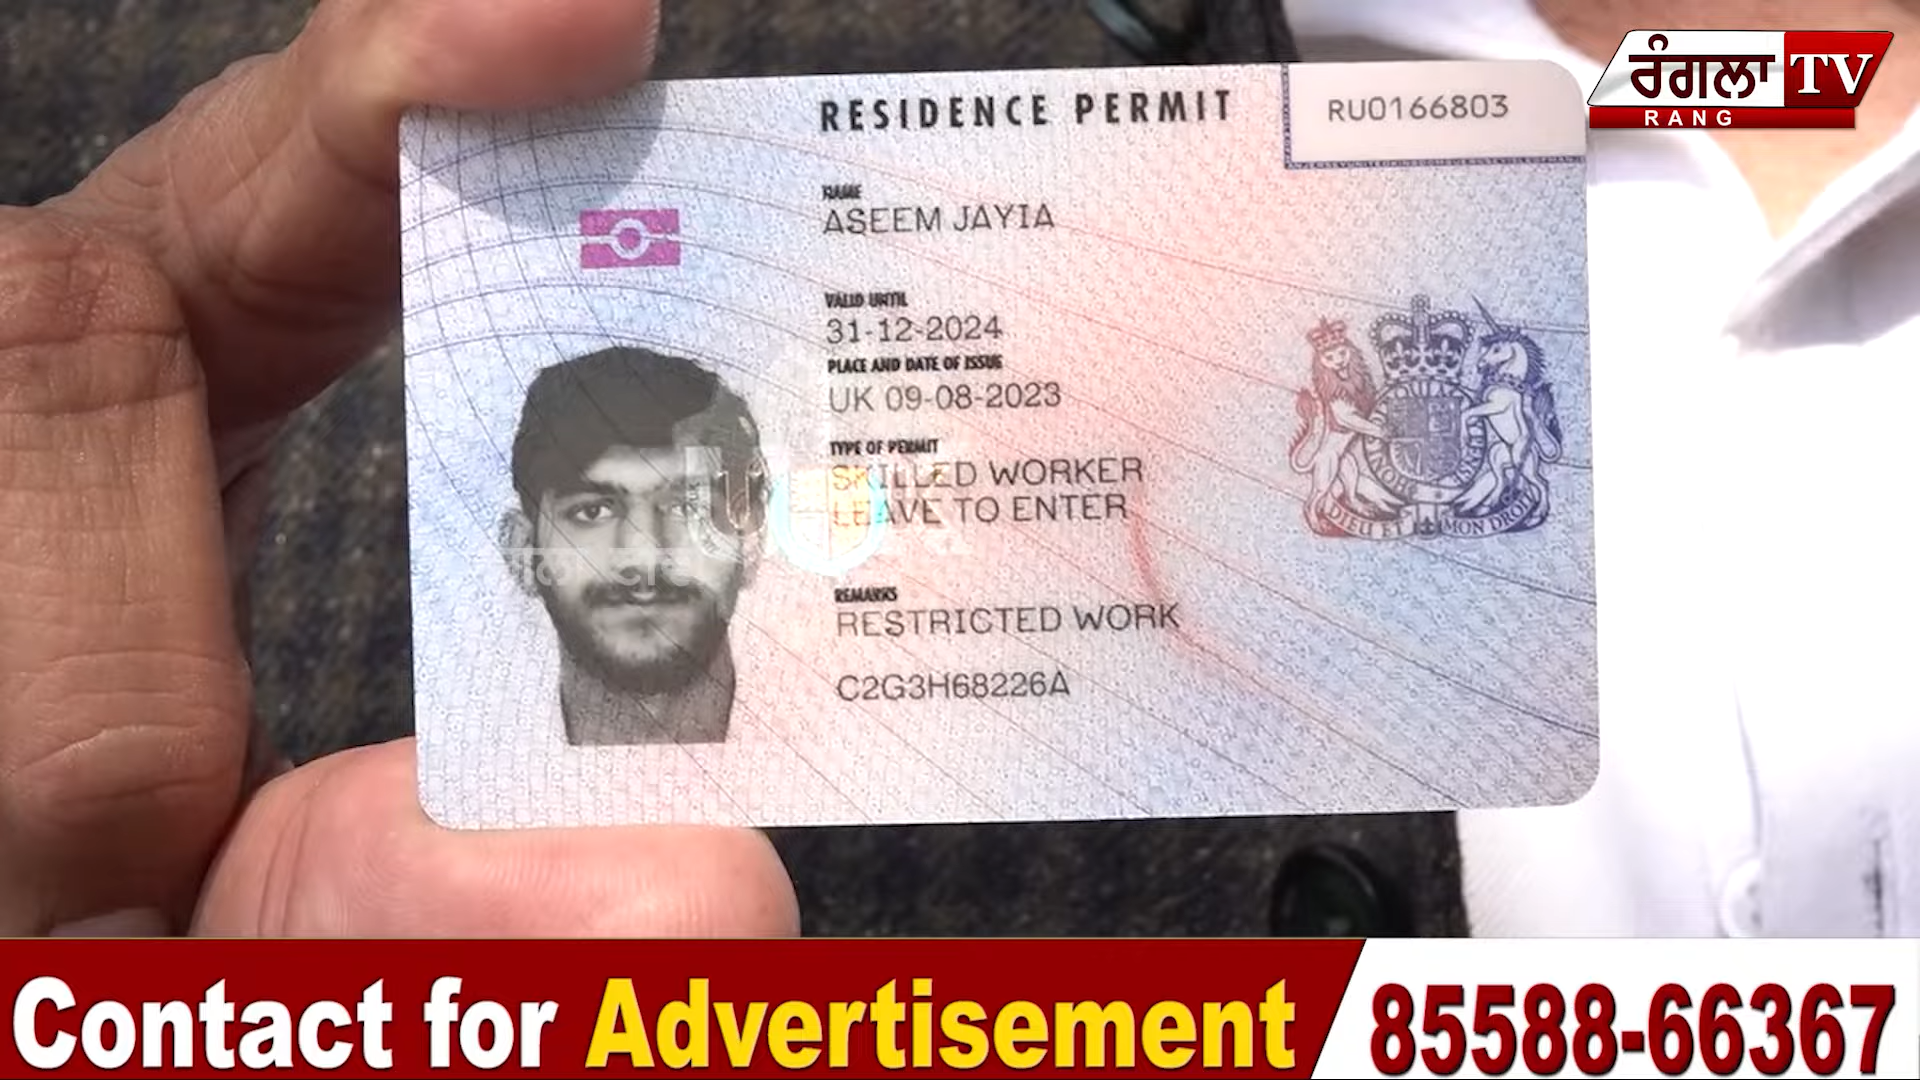 RESIDENCE PERMIT
RU0166803
ਰੰਗਲਾ TV
RANG
NAME
ASEEM JAYIA
VALID UNTIL
31-12-2024
PLACE AND DATE OF ISSUE
UK 09-08-2023
TYPE OF PERMIT
SKILLED WORKER
LEAVE TO ENTER
DIEU ET MON DROIT
REMARKS
RESTRICTED WORK
C2G3H68226A
Contact for Advertisement
85588-66367